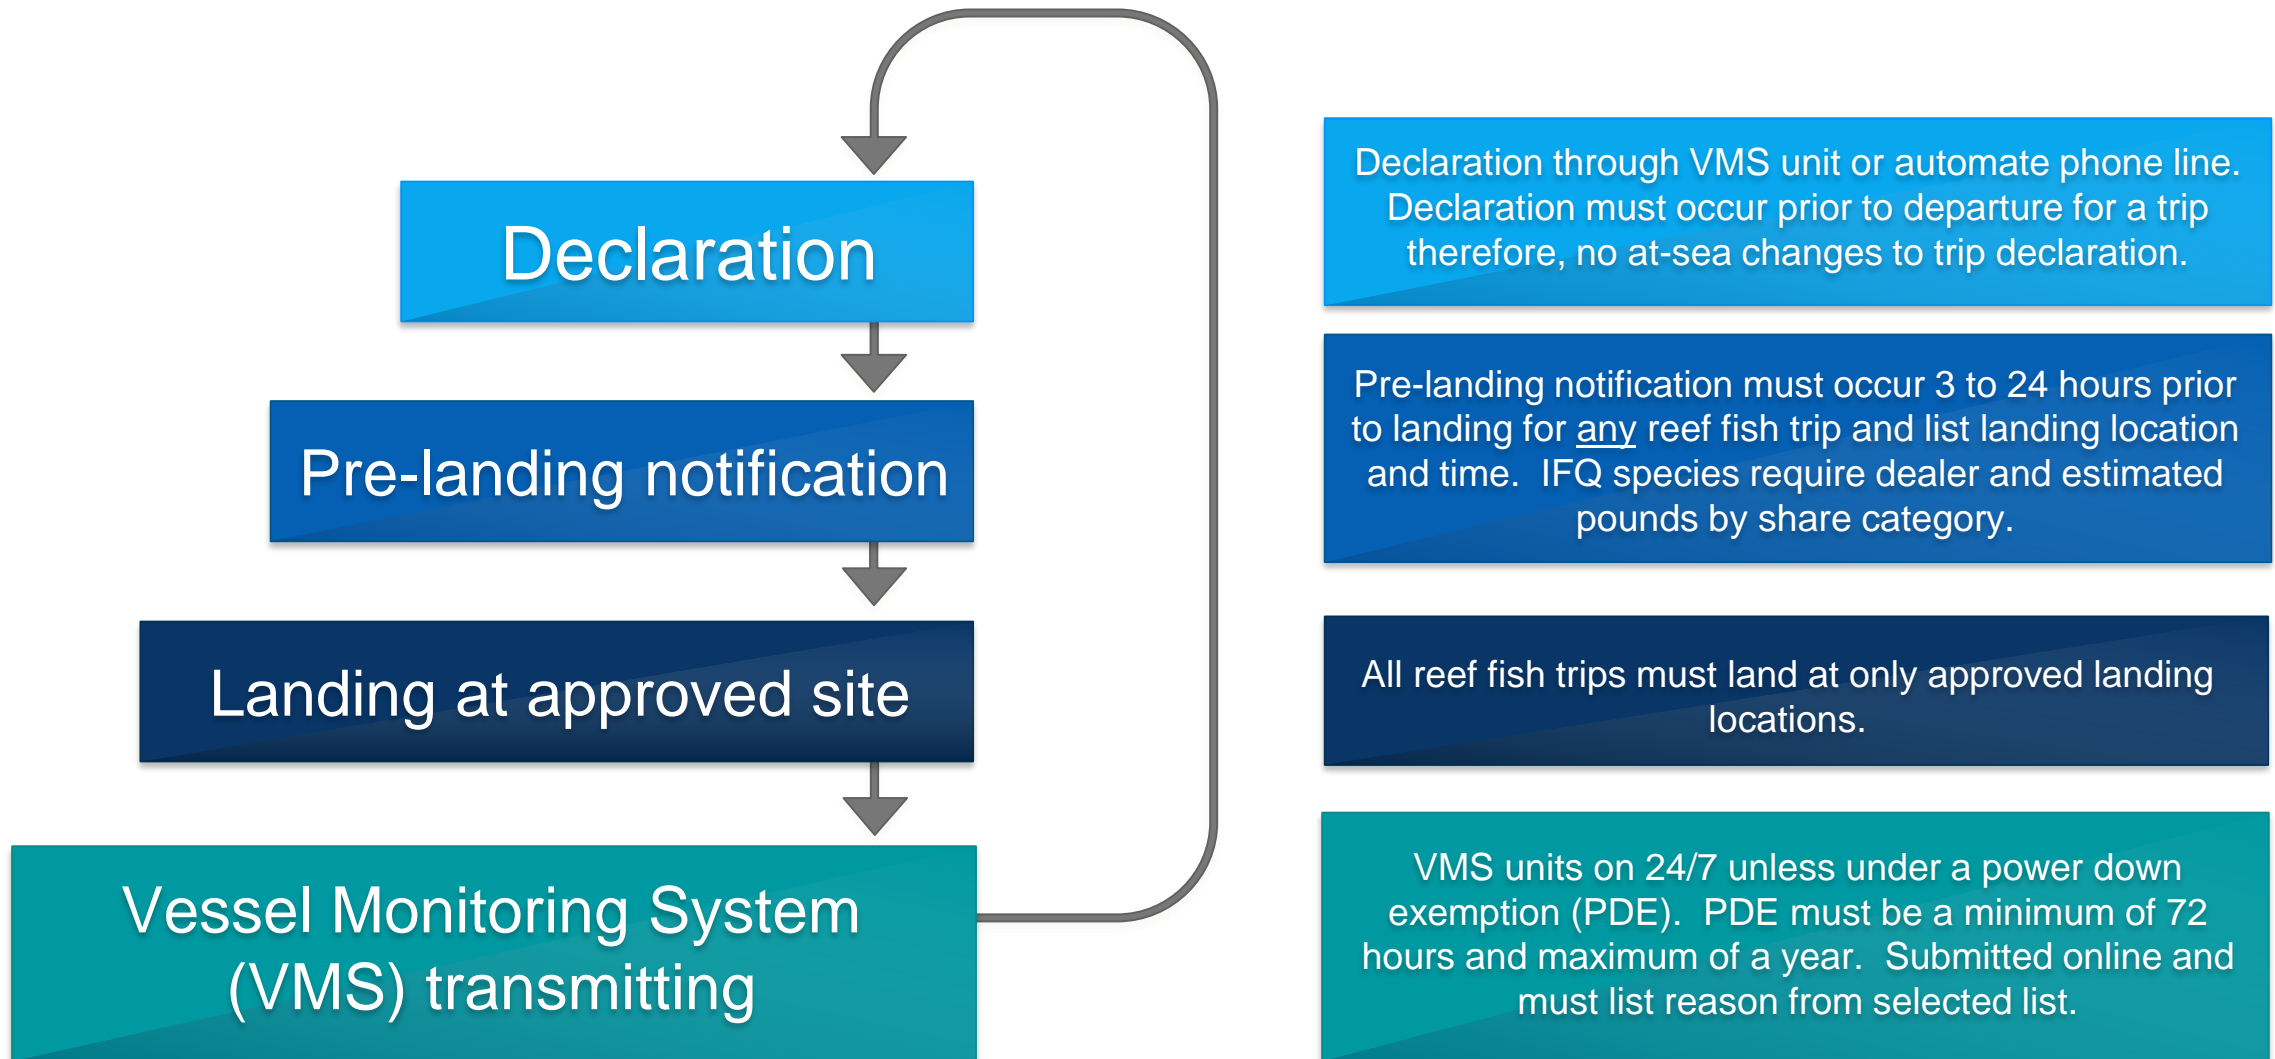 Declaration
Pre-landing notification
Landing at approved site
Vessel Monitoring System
(VMS) transmitting
Declaration through VMS unit or automate phone line.
Declaration must occur prior to departure for a trip
therefore, no at-sea changes to trip declaration.
Pre-landing notification must occur 3 to 24 hours prior
to landing for any reef fish trip and list landing location
and time.  IFQ species require dealer and estimated
pounds by share category.
All reef fish trips must land at only approved landing
locations.
VMS units on 24/7 unless under a power down
exemption (PDE).  PDE must be a minimum of 72
hours and maximum of a year.  Submitted online and
must list reason from selected list.